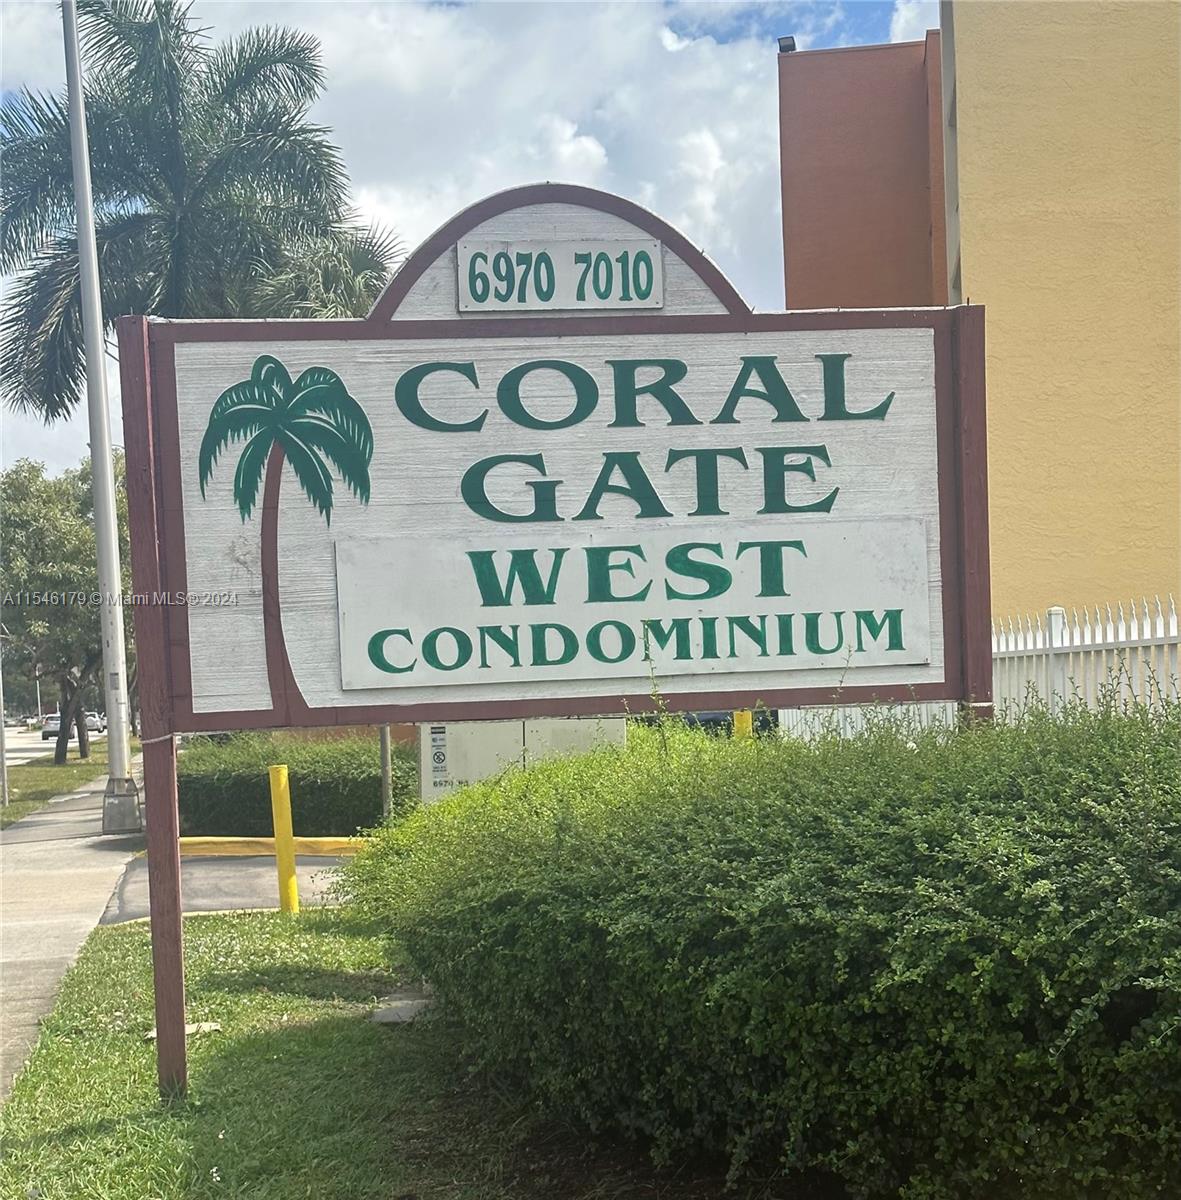 6970 7010
CORAL
GATE
WEST
CONDOMINIUM
A11546179 © Miami MLS® 2024